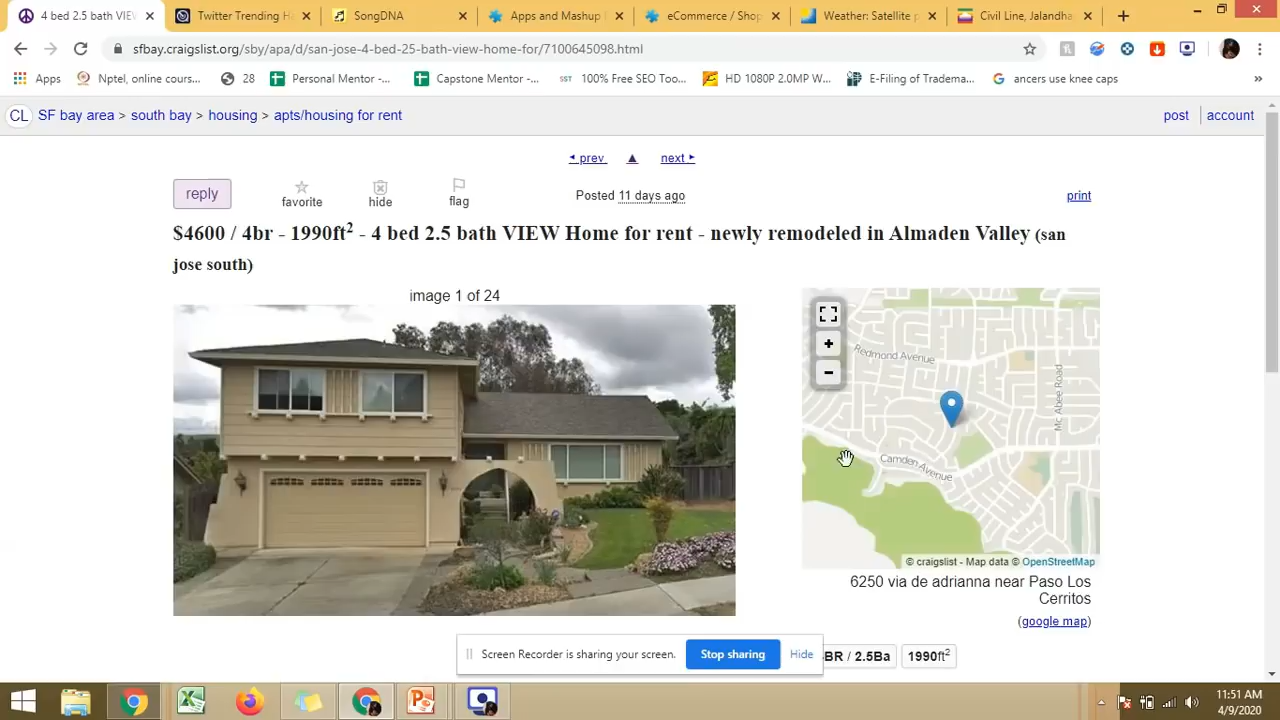 4 bed 2.5 bath VIEW
Twitter Trending H
SongDNA
Apps and Mashup
eCommerce / Shop
Weather: Satellite p
Civil Line, Jalandha
sfbay.craigslist.org/sby/apa/d/san-jose-4-bed-25-bath-view-home-for/7100645098.html
Apps
Nptel, online cours...
28
Personal Mentor -...
Capstone Mentor -...
SST
100% Free SEO Too...
HD 1080P 2.0MP W...
E-Filing of Tradema...
ancers use knee caps
»
CL
SF bay area > south bay > housing > apts/housing for rent
post
account
prev
next
reply
favorite
hide
flag
Posted 11 days ago
print
$4600 / 4br - 1990ft² - 4 bed 2.5 bath VIEW Home for rent - newly remodeled in Almaden Valley (san
jose south)
image 1 of 24
+
−
Redmond Avenue
Mc Abee Road
Camden Avenue
© craigslist - Map data © OpenStreetMap
6250 via de adrianna near Paso Los
Cerritos
(google map)
Screen Recorder is sharing your screen.
Stop sharing
Hide
BR / 2.5Ba
1990ft²
11:51 AM
4/9/2020